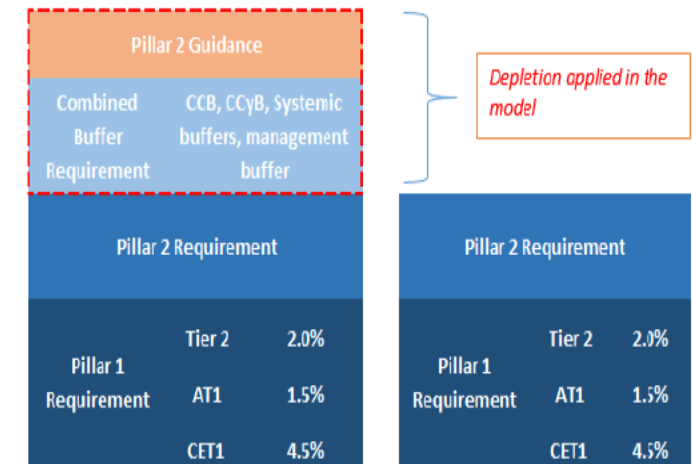 Pillar 2 Guidance
Combined
Buffer
Requirement
CCB, CCyB, Systemic
buffers, management
buffer
Depletion applied in the
model
Pillar 2 Requirement
Pillar 1
Requirement
Tier 2 2.0%
AT1 1.5%
CET1 4.5%
Pillar 2 Requirement
Pillar 1
Requirement
Tier 2 2.0%
AT1 1.5%
CET1 4.5%